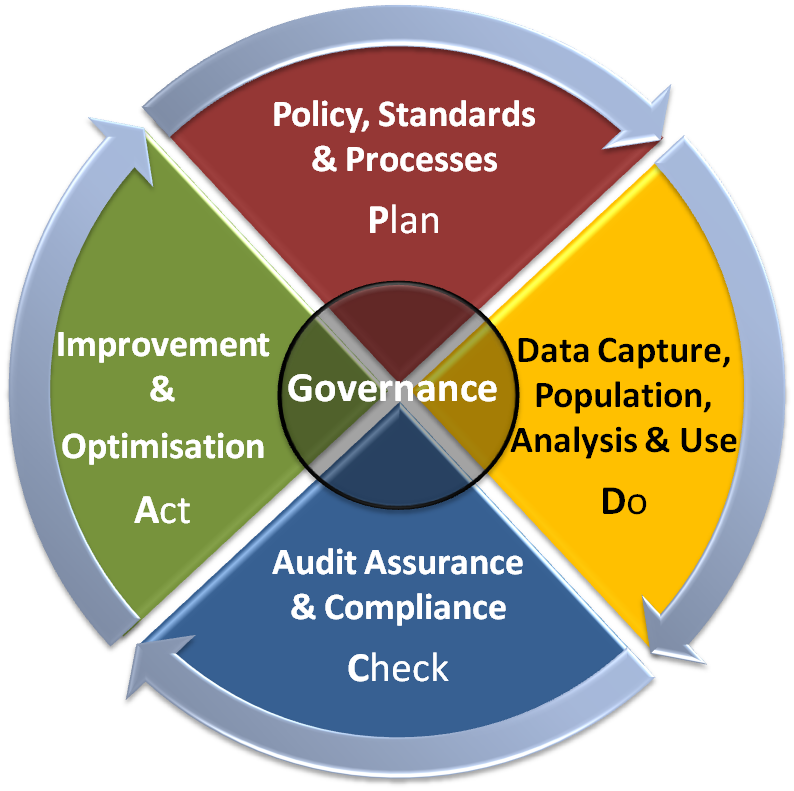 Policy, Standards
& Processes
Plan
Data Capture,
Population,
Analysis & Use
Do
Audit Assurance
& Compliance
Check
Improvement
&
Optimisation
Act
Governance